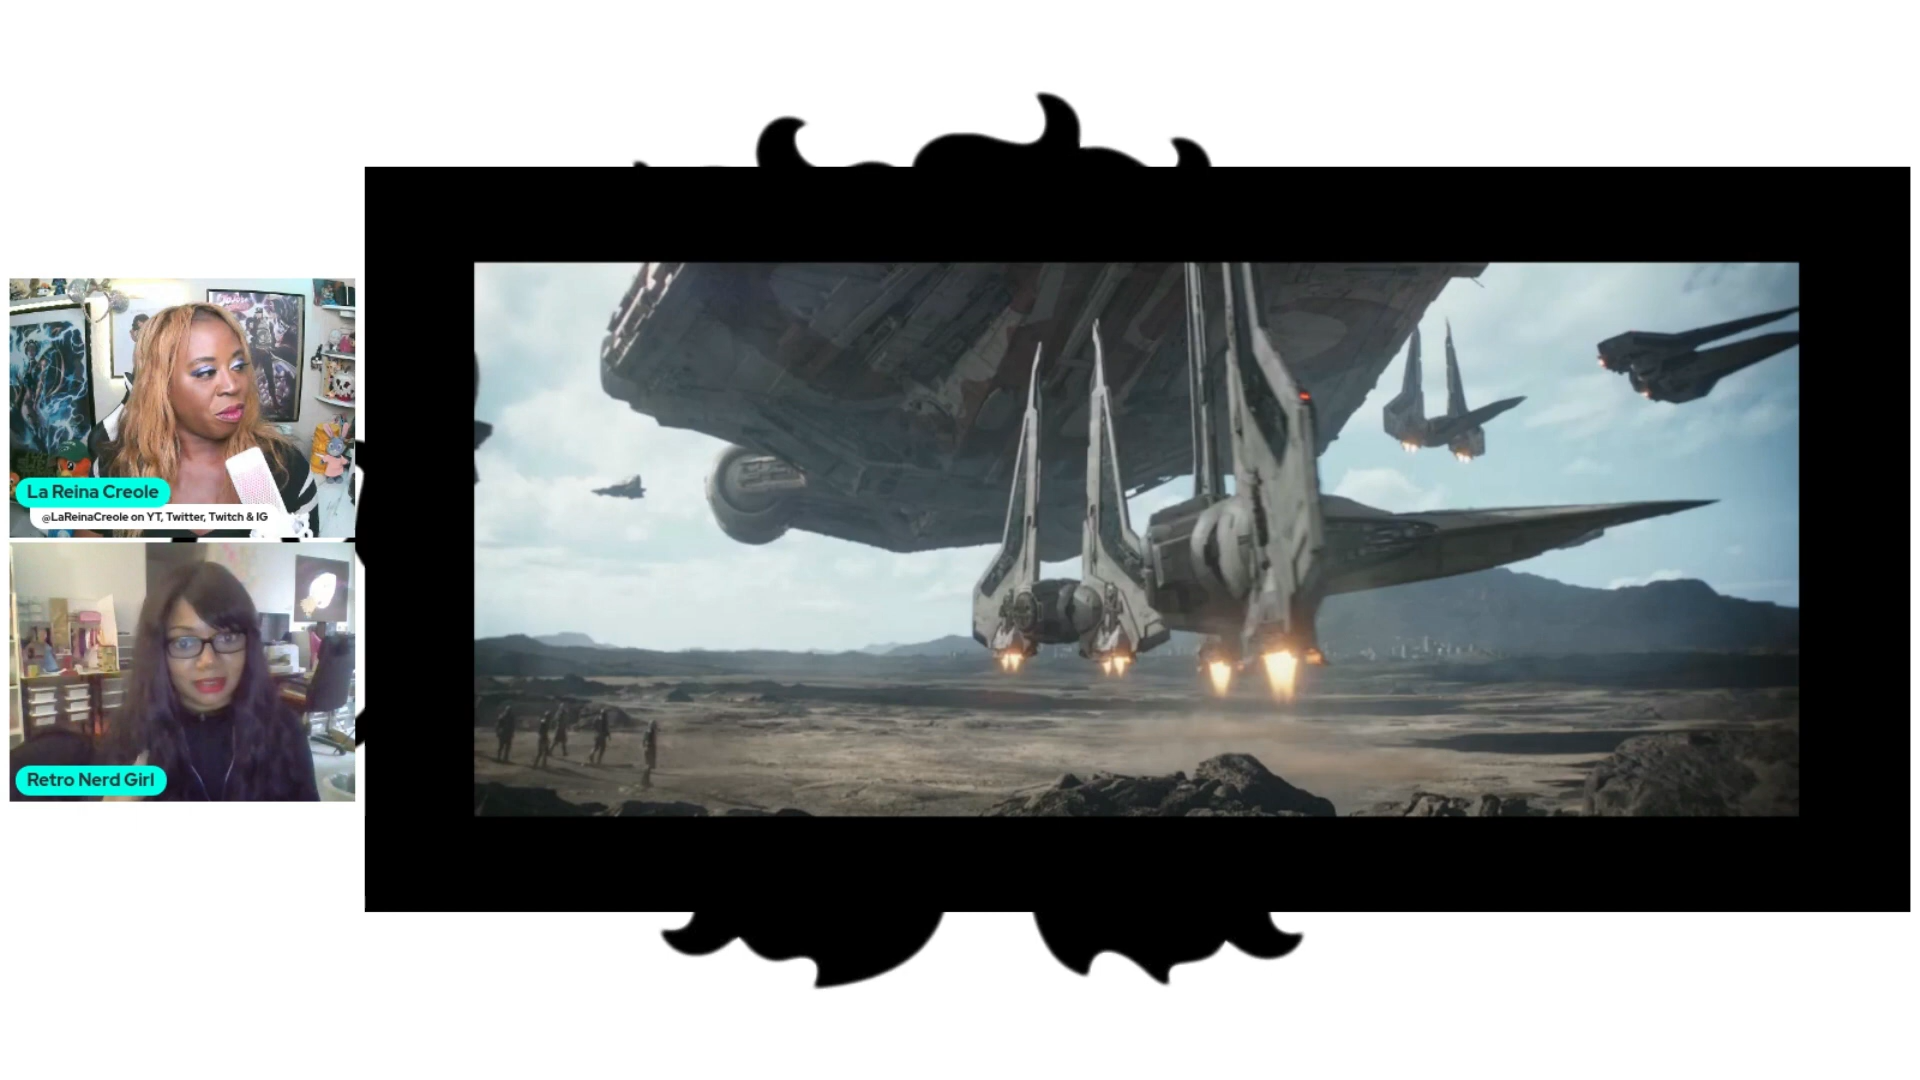 La Reina Creole
@LaReinaCreole on YT, Twitter, Twitch & IG
Retro Nerd Girl